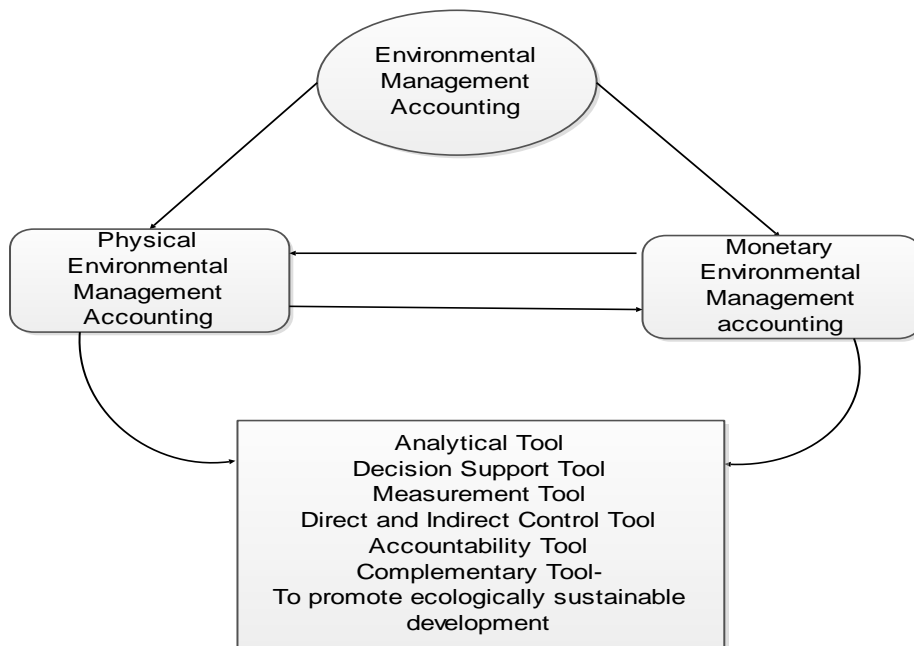 Environmental
Management
Accounting
Physical
Environmental
Management
Accounting
Monetary
Environmental
Management
accounting
Analytical Tool
Decision Support Tool
Measurement Tool
Direct and Indirect Control Tool
Accountability Tool
Complementary Tool-
To promote ecologically sustainable
development